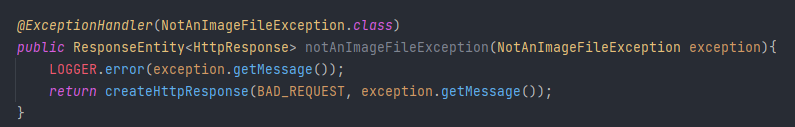 @ExceptionHandler(NotAnImageFileException.class)
public ResponseEntity<HttpResponse> notAnImageFileException(NotAnImageFileException exception){
    LOGGER.error(exception.getMessage());
    return createHttpResponse(BAD_REQUEST, exception.getMessage());
}